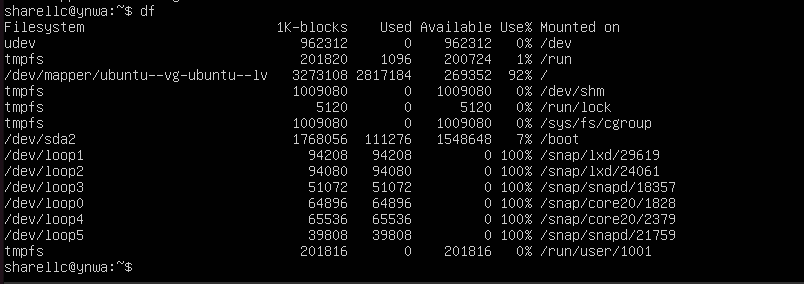 sharellc@ynwa:~$ df
Filesystem 1K-blocks Used Available Use% Mounted on
udev 962312 0 962312 0% /dev
tmpfs 201820 1096 200724 1% /run
/dev/mapper/ubuntu--vg-ubuntu--lv 3273108 2817184 269352 92% /
tmpfs 1009080 0 1009080 0% /dev/shm
tmpfs 5120 0 5120 0% /run/lock
tmpfs 1009080 0 1009080 0% /sys/fs/cgroup
/dev/sda2 1768056 111276 1548648 7% /boot
/dev/loop1 94208 94208 0 100% /snap/lxd/29619
/dev/loop2 94080 94080 0 100% /snap/lxd/24061
/dev/loop3 51072 51072 0 100% /snap/snapd/18357
/dev/loop0 64896 64896 0 100% /snap/core20/1828
/dev/loop4 65536 65536 0 100% /snap/core20/2379
/dev/loop5 39808 39808 0 100% /snap/snapd/21759
tmpfs 201816 0 201816 0% /run/user/1001
sharellc@ynwa:~$